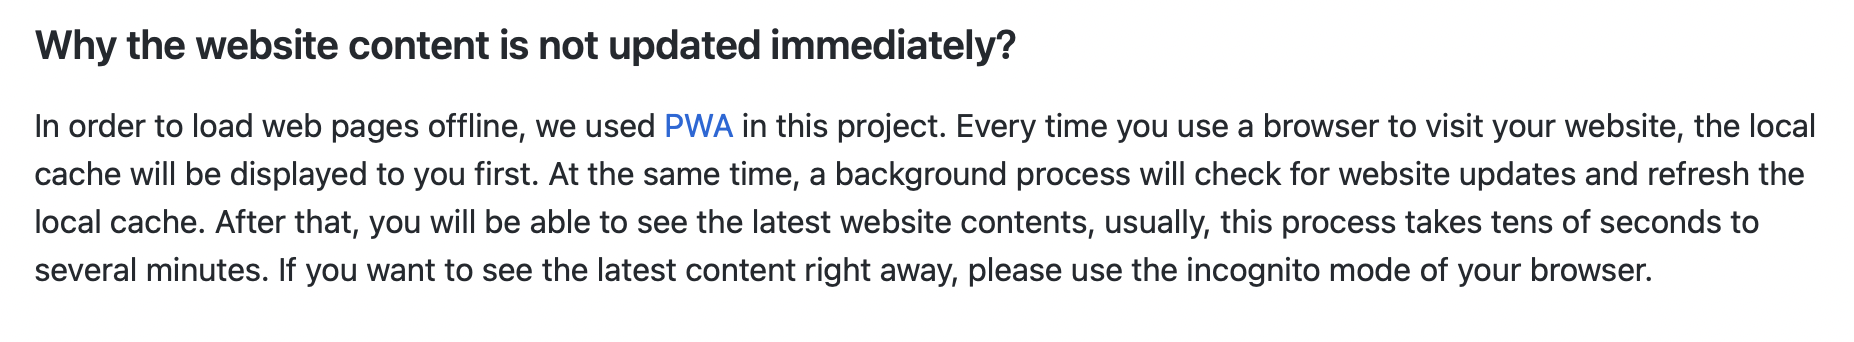 Why the website content is not updated immediately?
In order to load web pages offline, we used PWA in this project. Every time you use a browser to visit your website, the local
cache will be displayed to you first. At the same time, a background process will check for website updates and refresh the
local cache. After that, you will be able to see the latest website contents, usually, this process takes tens of seconds to
several minutes. If you want to see the latest content right away, please use the incognito mode of your browser.